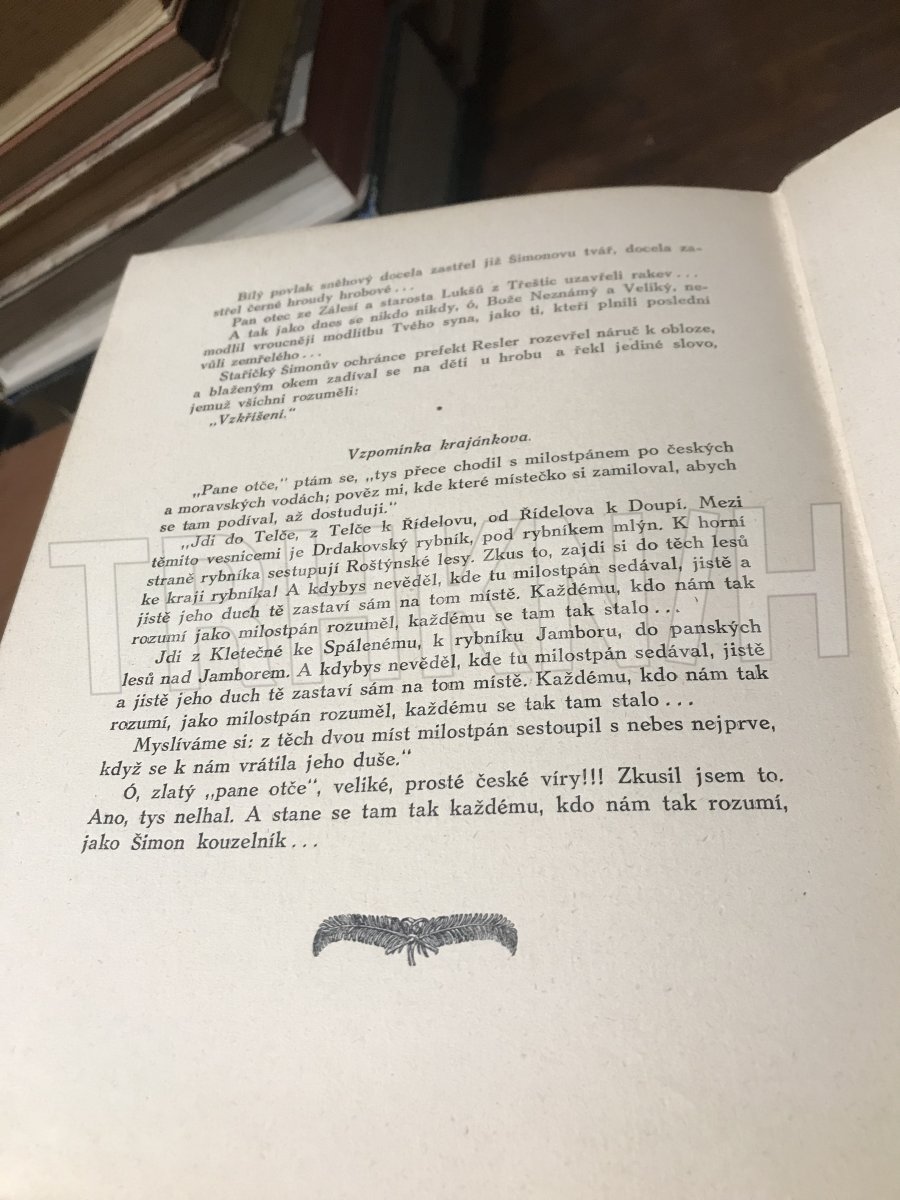 Bílý povlak sněhový docela zastřel již Šimonovu tvář, docela za-
střel černé hroudy hrobové...
Pan otec ze Zálesí a starosta Lukšů z Třeštic uzavřeli rakev...
A tak jako dnes se nikdo nikdy, ó, Bože Neznámý a Veliký, ne-
modlil vroucněji modlitbu Tvého syna, jako ti, kteří plnili poslední
vůli zemřelého...
Stařičký Šimonův ochránce prefekt Resler rozevřel náruč k obloze,
a blaženým okem zadíval se na děti u hrobu a řekl jediné slovo,
jemuž všichni rozuměli:
„Vzkříšení.“
Vzpomínka krajánkova.
„Pane otče,“ ptám se, „tys přece chodil s milostpánem po českých
a moravských vodách; pověz mi, kde které místečko si zamiloval, abych
se tam podíval, až dostuduji.“
„Jdi do Telče, z Telče k Řídelovu, od Řídelova k Doupí. Mezi
těmito vesnicemi je Drdakovský rybník, pod rybníkem mlýn. K horní
straně rybníka sestupují Roštýnské lesy. Zkus to, zajdi si do těch lesů
ke kraji rybníka! A kdybys nevěděl, kde tu milostpán sedával, jistě a
jistě jeho duch tě zastaví sám na tom místě. Každému, kdo nám tak
rozumí jako milostpán rozuměl, každému se tam tak stalo...
Jdi z Kletečné ke Spálenému, k rybníku Jamboru, do panských
lesů nad Jamborem. A kdybys nevěděl, kde tu milostpán sedával, jistě
a jistě jeho duch tě zastaví sám na tom místě. Každému, kdo nám tak
rozumí, jako milostpán rozuměl, každému se tak tam stalo...
Myslíváme si: z těch dvou míst milostpán sestoupil s nebes nejprve,
když se k nám vrátila jeho duše.“
Ó, zlatý „pane otče“, veliké, prosté české víry!!! Zkusil jsem to.
Ano, tys nelhal. A stane se tam tak každému, kdo nám tak rozumí,
jako Šimon kouzelník...